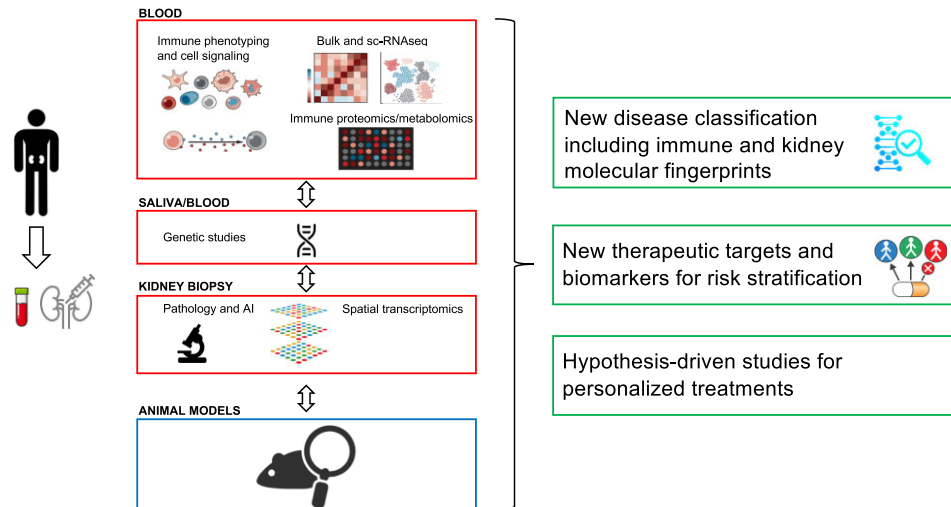 BLOOD
Immune phenotyping
and cell signaling
Bulk and sc-RNAseq
Immune proteomics/metabolomics
SALIVA/BLOOD
Genetic studies
KIDNEY BIOPSY
Pathology and AI
Spatial transcriptomics
ANIMAL MODELS
New disease classification
including immune and kidney
molecular fingerprints
New therapeutic targets and
biomarkers for risk stratification
Hypothesis-driven studies for
personalized treatments